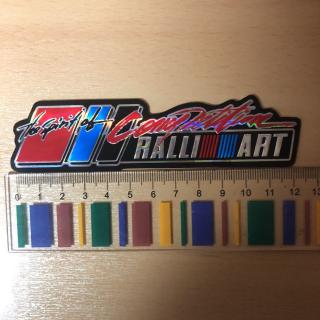 The Spirit of Competition
RALLI ART
0 1 2 3 4 5 6 7 8 9 10 11 12 13